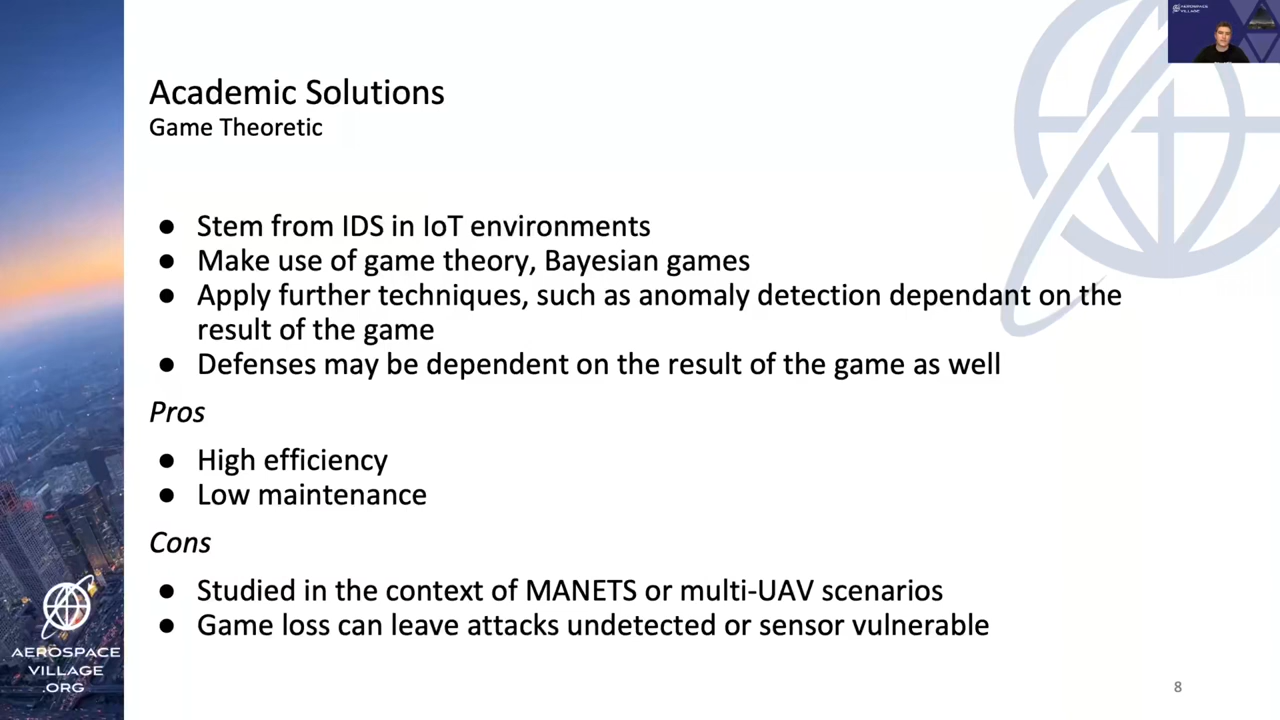 AEROSPACE
VILLAGE
Academic Solutions
Game Theoretic
● Stem from IDS in IoT environments
● Make use of game theory, Bayesian games
● Apply further techniques, such as anomaly detection dependant on the
result of the game
● Defenses may be dependent on the result of the game as well
Pros
● High efficiency
● Low maintenance
Cons
● Studied in the context of MANETS or multi-UAV scenarios
● Game loss can leave attacks undetected or sensor vulnerable
AEROSPACE
VILLAGE
.ORG
8